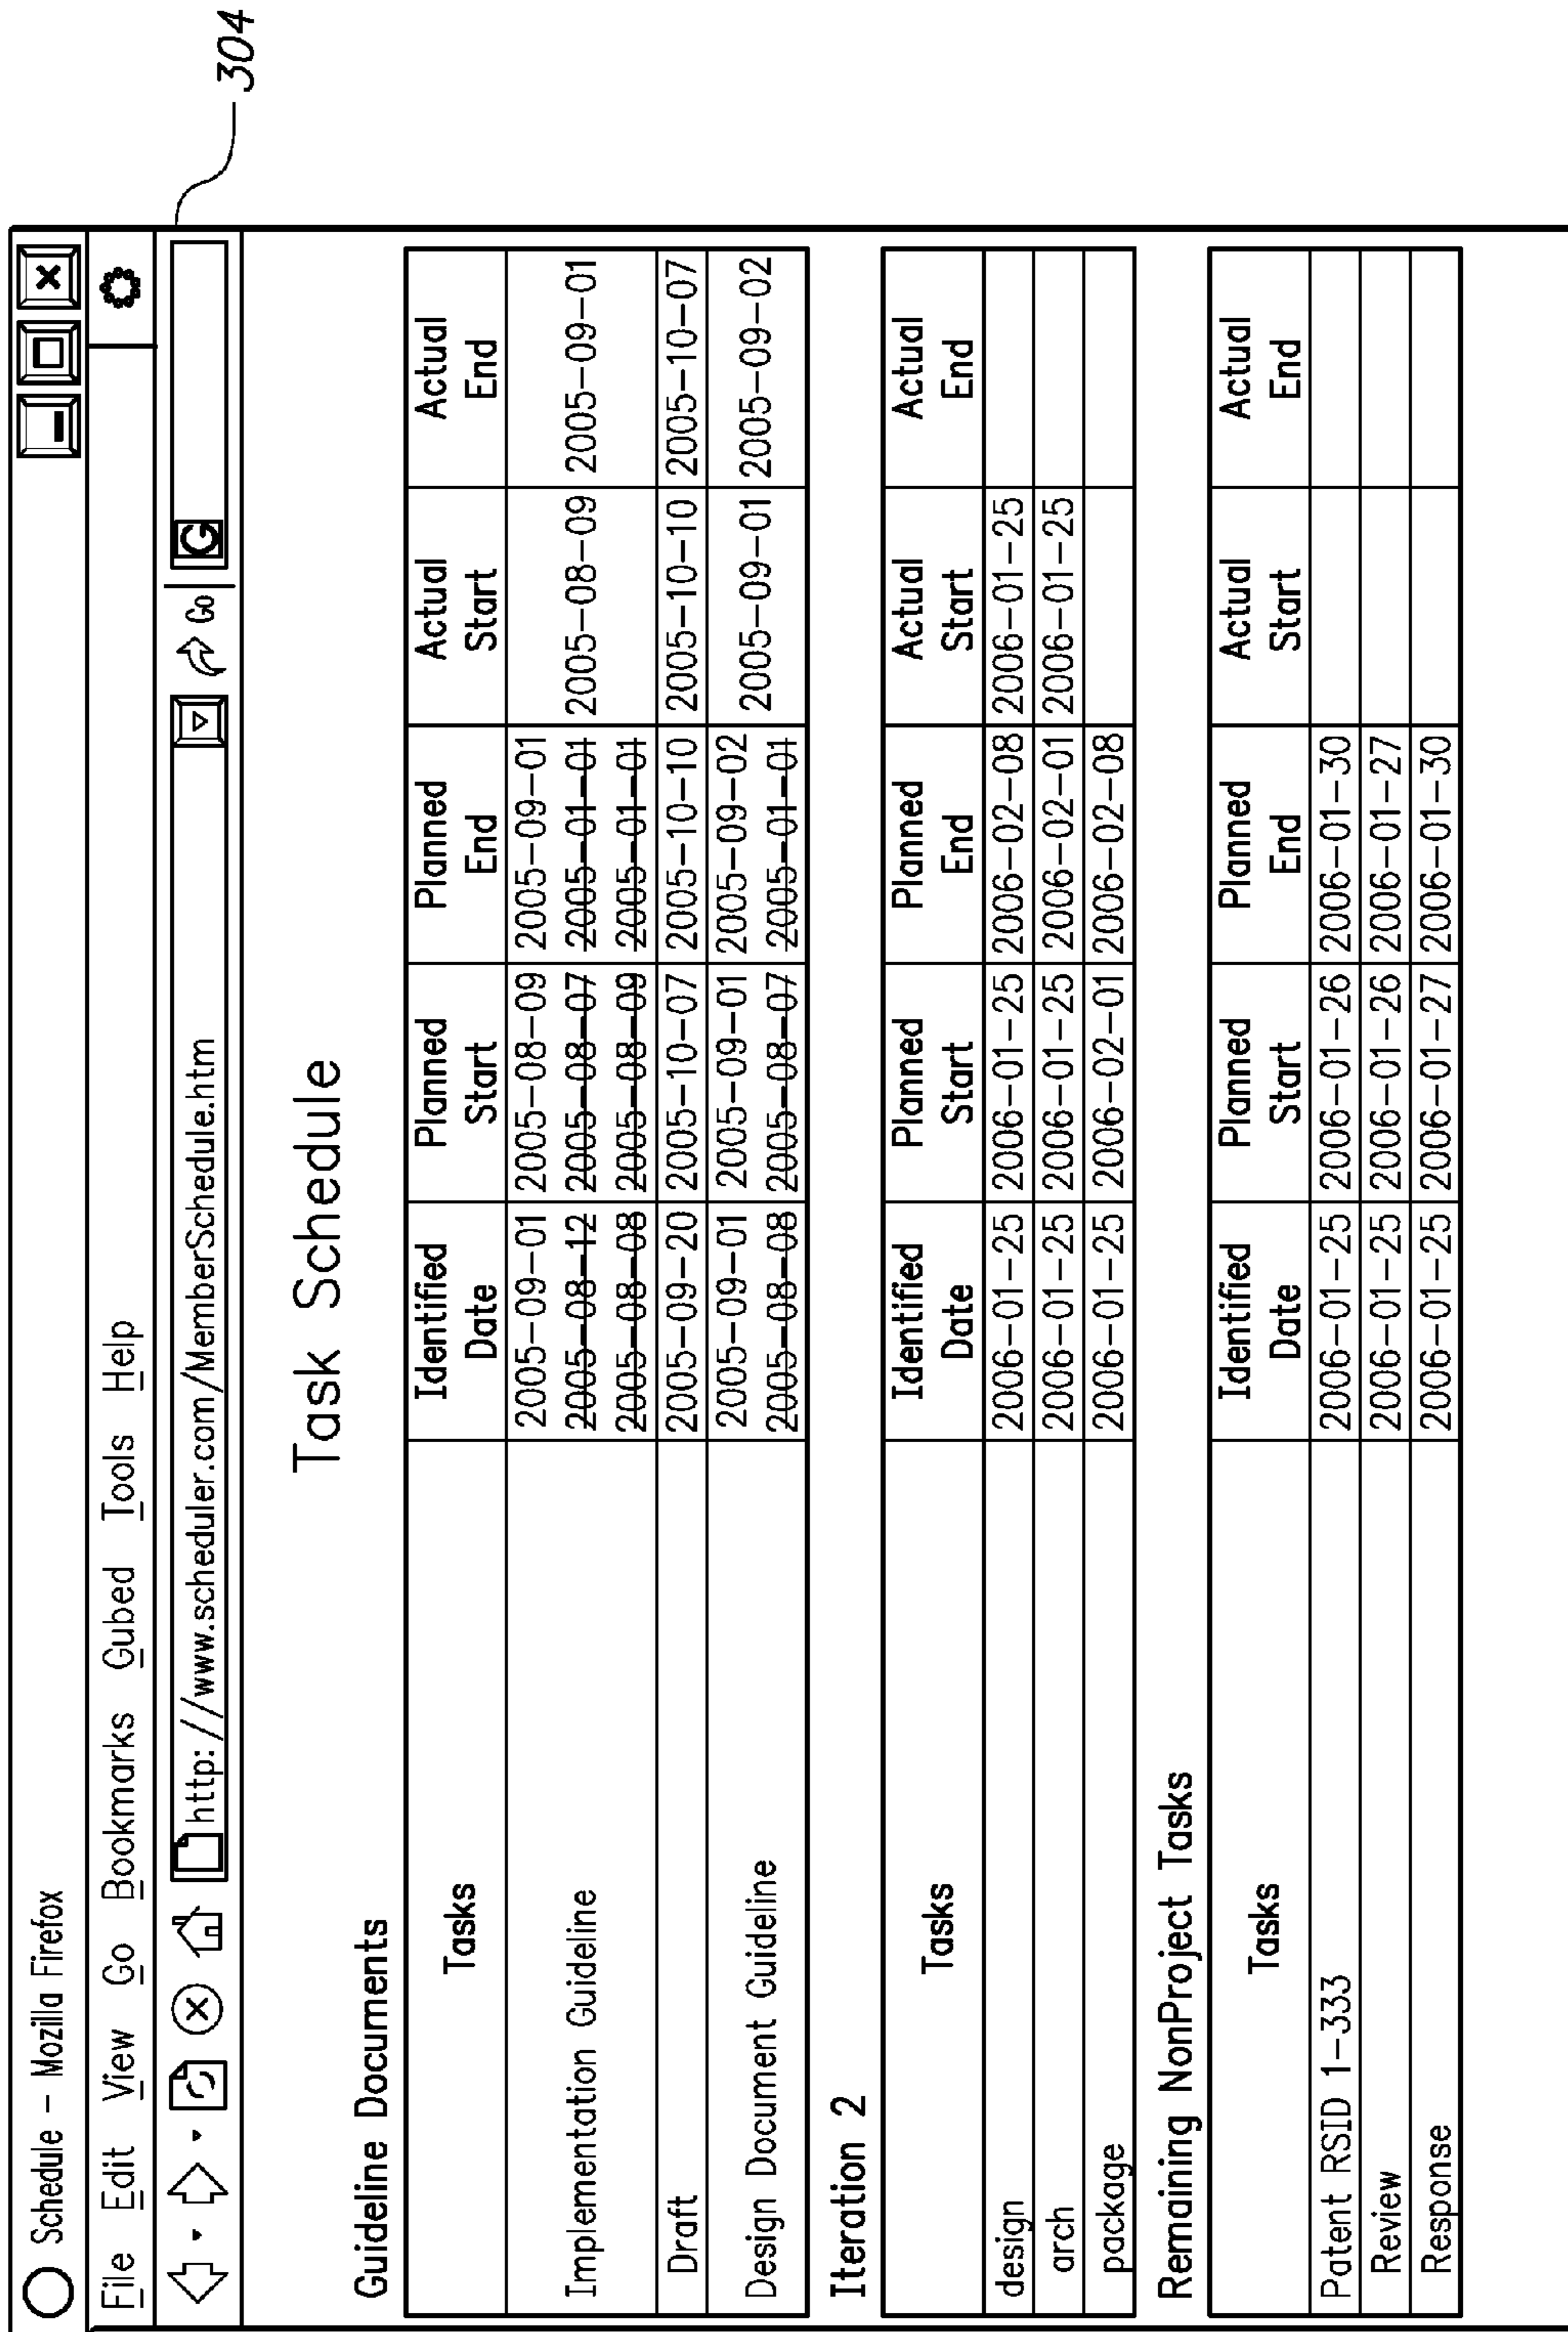 Schedule – Mozilla Firefox
File Edit View Go Bookmarks Gubed Tools Help
http://www.scheduler.com/MemberSchedule.htm Go G
304
Task Schedule
Guideline Documents
Tasks Identified Date Planned Start Planned End Actual Start Actual End
Implementation Guideline 2005-09-01 2005-08-09 2005-09-01 2005-08-09 2005-09-01
2005-08-12 2005-08-07 2005-01-01
2005-08-08 2005-08-09 2005-01-01
Draft 2005-09-20 2005-10-07 2005-10-10 2005-10-10 2005-10-07
Design Document Guideline 2005-09-01 2005-09-01 2005-09-02 2005-09-01 2005-09-02
2005-08-08 2005-08-07 2005-01-01
Iteration 2
Tasks Identified Date Planned Start Planned End Actual Start Actual End
design 2006-01-25 2006-01-25 2006-02-08 2006-01-25
arch 2006-01-25 2006-01-25 2006-02-01 2006-01-25
package 2006-01-25 2006-02-01 2006-02-08
Remaining NonProject Tasks
Tasks Identified Date Planned Start Planned End Actual Start Actual End
Patent RSID 1-333 2006-01-25 2006-01-26 2006-01-30
Review 2006-01-25 2006-01-26 2006-01-27
Response 2006-01-25 2006-01-27 2006-01-30